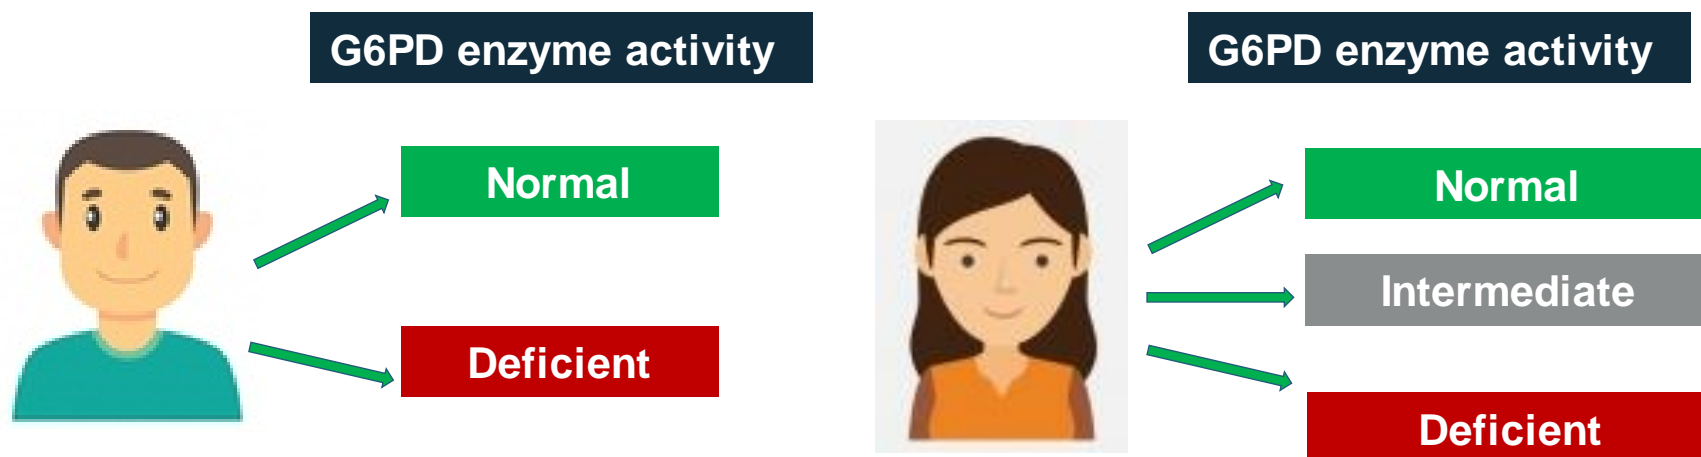 G6PD enzyme activity
Normal
Deficient
G6PD enzyme activity
Normal
Intermediate
Deficient